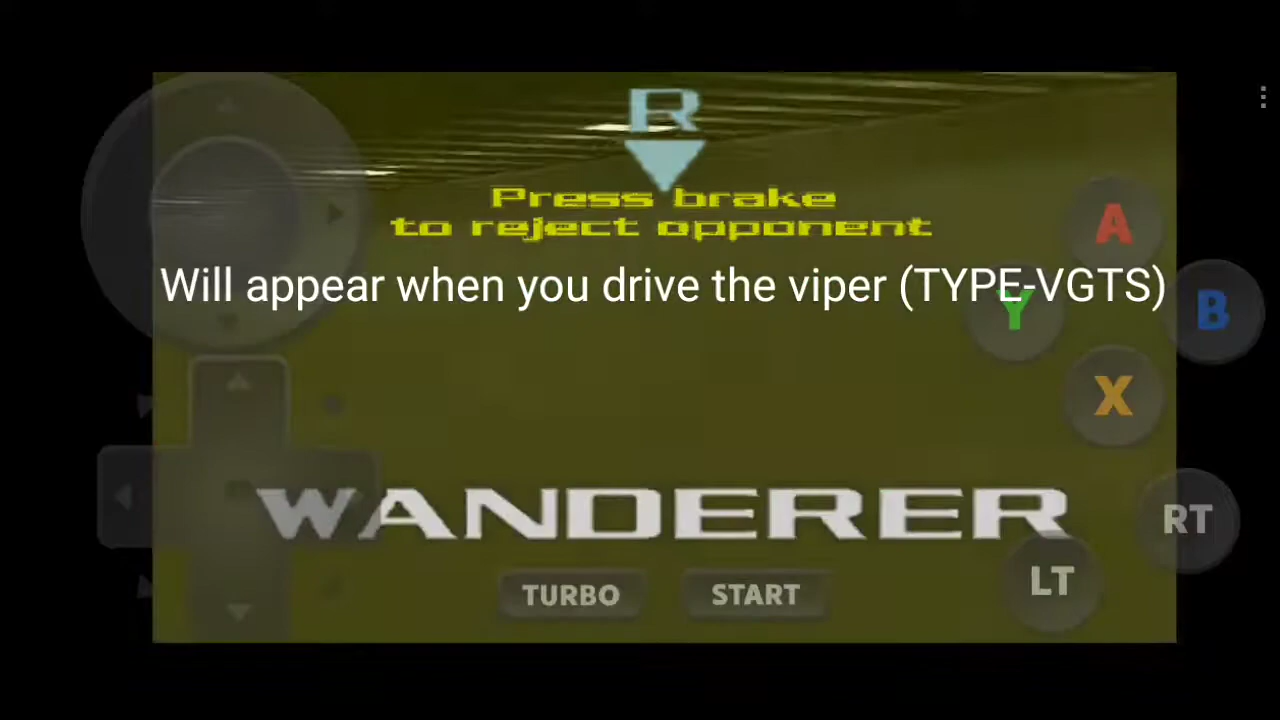 R
Press brake
to reject opponent
Will appear when you drive the viper (TYPE-VGTS)
A
Y
B
X
WANDERER
RT
LT
TURBO
START